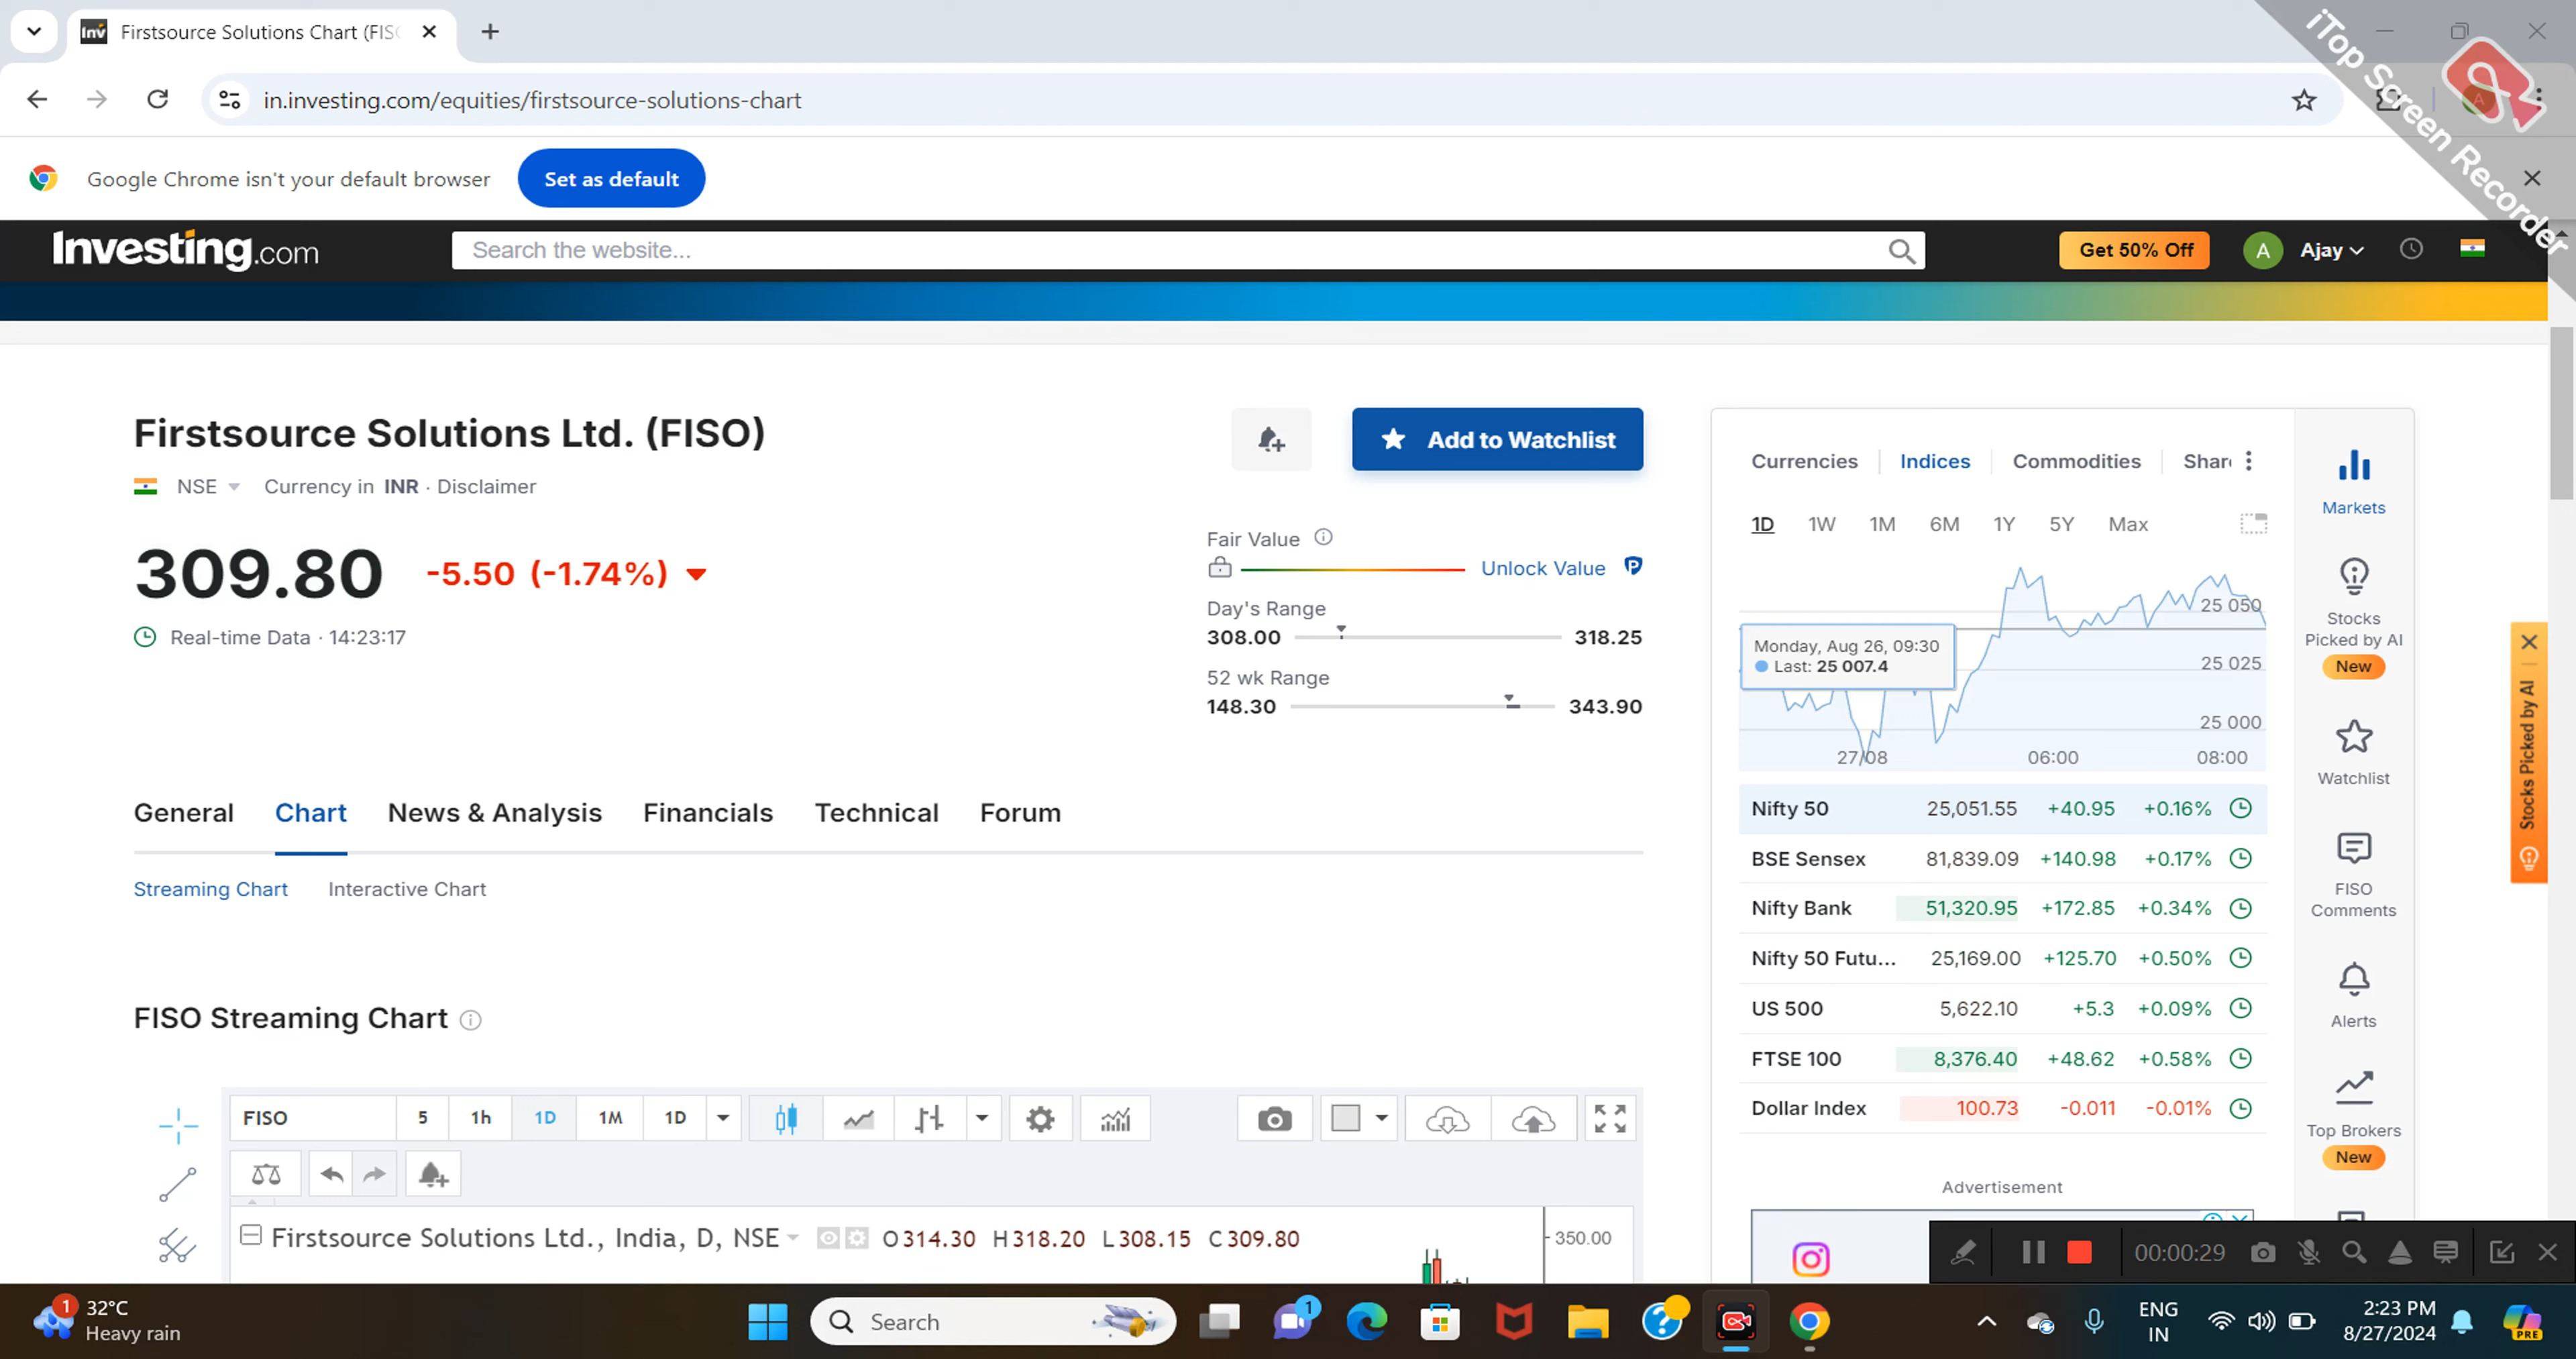 Firstsource Solutions Chart (FISO
in.investing.com/equities/firstsource-solutions-chart
iTop Screen Recorder
Google Chrome isn't your default browser
Set as default
Investing.com
Search the website...
Get 50% Off
A
Ajay
Firstsource Solutions Ltd. (FISO)
NSE
Currency in INR · Disclaimer
309.80
-5.50 (-1.74%)
Real-time Data · 14:23:17
Add to Watchlist
Fair Value
Unlock Value
Day's Range
308.00 318.25
52 wk Range
148.30 343.90
General Chart News & Analysis Financials Technical Forum
Streaming Chart Interactive Chart
FISO Streaming Chart
FISO 5 1h 1D 1M 1D
Firstsource Solutions Ltd., India, D, NSE O314.30 H318.20 L308.15 C309.80
350.00
Currencies Indices Commodities Shar
1D 1W 1M 6M 1Y 5Y Max
25 050
Monday, Aug 26, 09:30
Last: 25 007.4
25 025
25 000
27/08 06:00 08:00
Nifty 50 25,051.55 +40.95 +0.16%
BSE Sensex 81,839.09 +140.98 +0.17%
Nifty Bank 51,320.95 +172.85 +0.34%
Nifty 50 Futu... 25,169.00 +125.70 +0.50%
US 500 5,622.10 +5.3 +0.09%
FTSE 100 8,376.40 +48.62 +0.58%
Dollar Index 100.73 -0.011 -0.01%
Advertisement
Markets
Stocks
Picked by AI
New
Watchlist
FISO
Comments
Alerts
Top Brokers
New
Stocks Picked by AI
00:00:29
1
32°C
Heavy rain
Search
1
ENG
IN
2:23 PM
8/27/2024
PRE